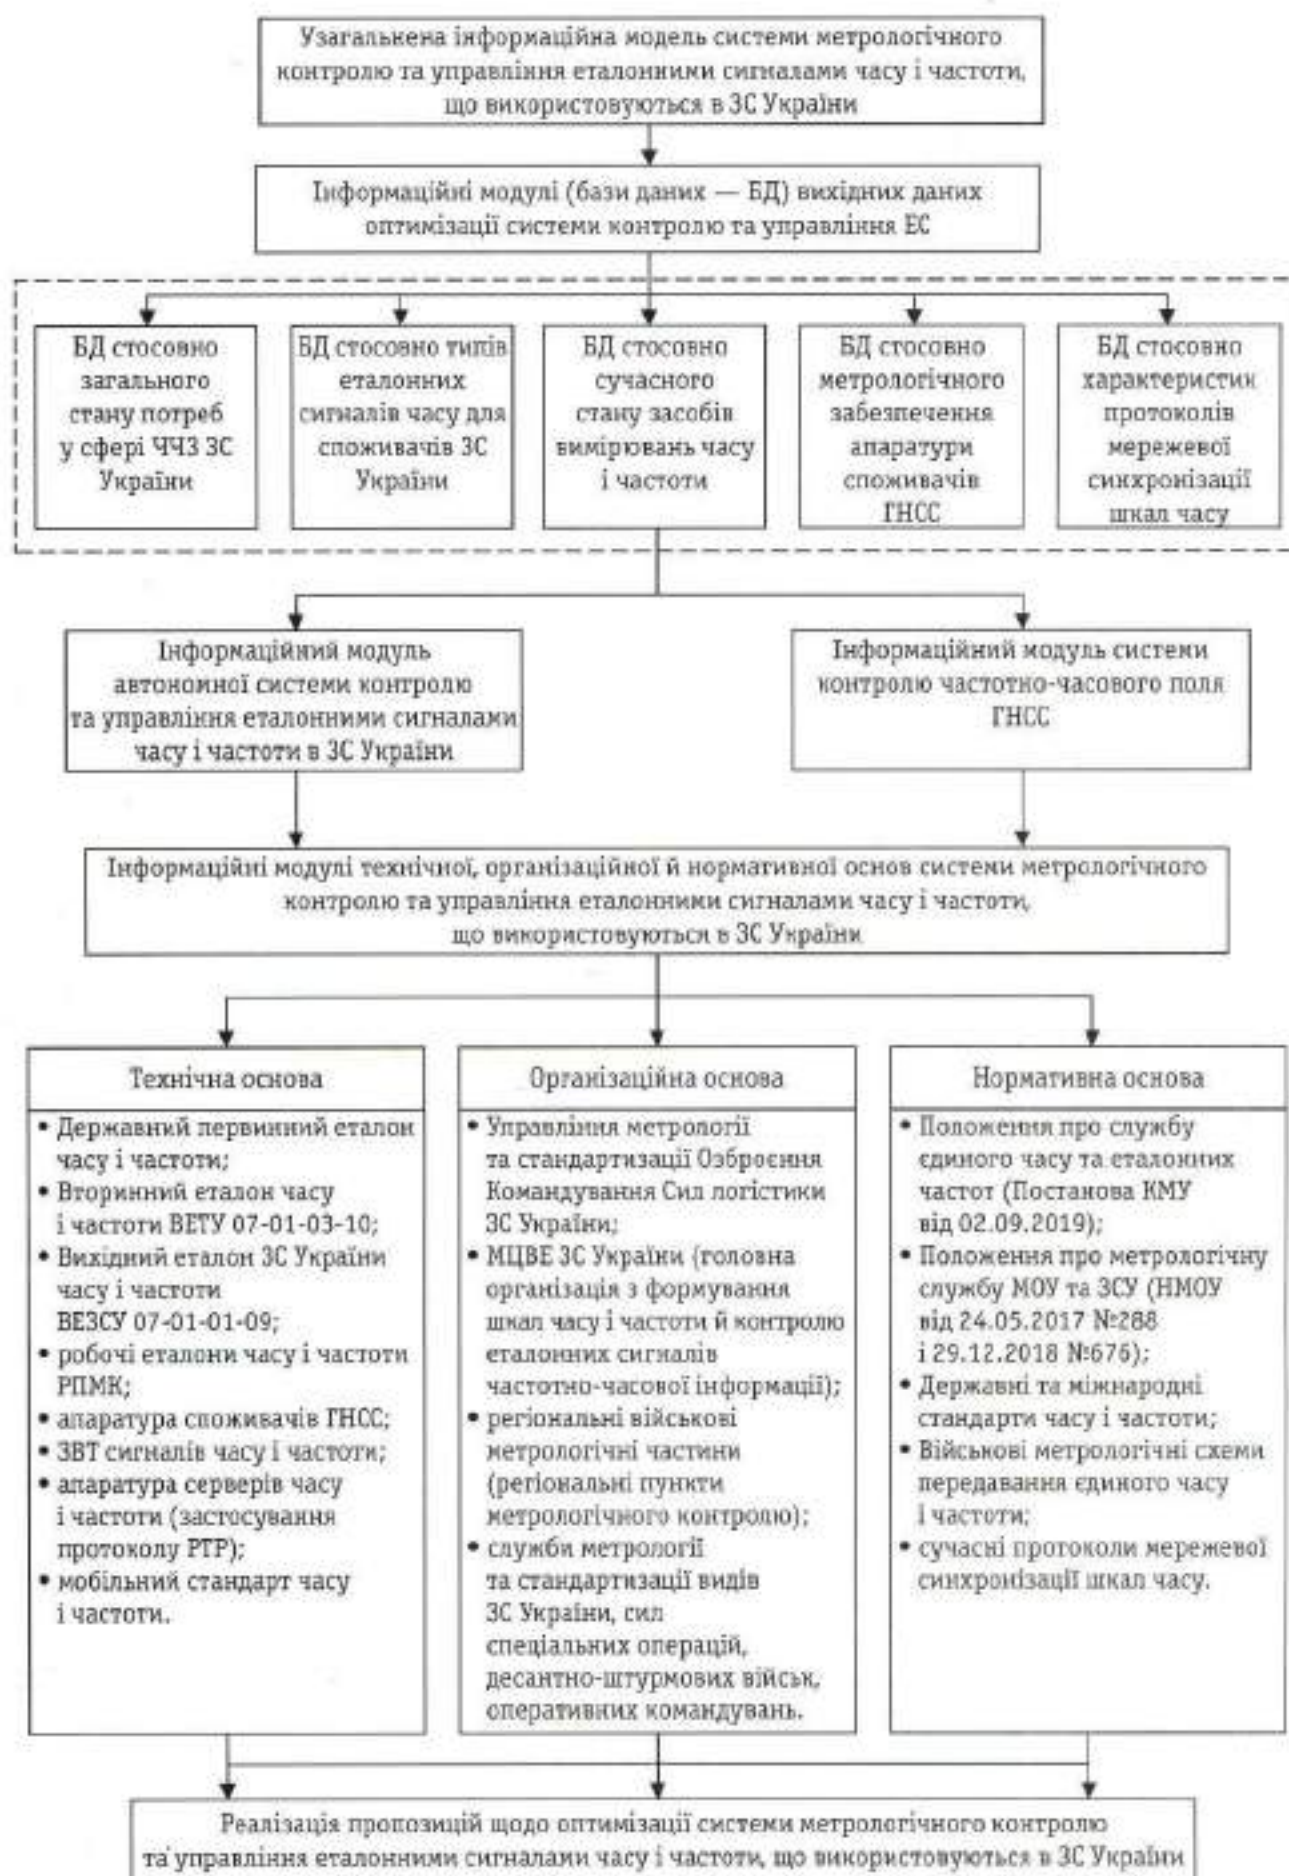 Узагальнена інформаційна модель системи метрологічного
контролю та управління еталонними сигналами часу і частоти,
що використовуються в ЗС України
Інформаційні модулі (бази даних — БД) вихідних даних
оптимізації системи контролю та управління ЕС
БД стосовно
загального
стану потреб
у сфері ЧЧЗ ЗС
України
БД стосовно типів
еталонних
сигналів часу для
споживачів ЗС
України
БД стосовно
сучасного
стану засобів
вимірювань часу
і частоти
БД стосовно
метрологічного
забезпечення
апаратури
споживачів
ГНСС
БД стосовно
характеристик
протоколів
мережевої
синхронізації
шкал часу
Інформаційний модуль
автономної системи контролю
та управління еталонними сигналами
часу і частоти в ЗС України
Інформаційний модуль системи
контролю частотно-часового поля
ГНСС
Інформаційні модулі технічної, організаційної й нормативної основ системи метрологічного
контролю та управління еталонними сигналами часу і частоти,
що використовуються в ЗС України
Технічна основа
• Державний первинний еталон
часу і частоти;
• Вторинний еталон часу
і частоти ВЕТУ 07-01-03-10;
• Вихідний еталон ЗС України
часу і частоти
ВЕЗСУ 07-01-01-09;
• робочі еталони часу і частоти
РПМК;
• апаратура споживачів ГНСС;
• ЗВТ сигналів часу і частоти;
• апаратура серверів часу
і частоти (застосування
протоколу PTP);
• мобільний стандарт часу
і частоти.
Організаційна основа
• Управління метрології
та стандартизації Озброєння
Командування Сил логістики
ЗС України;
• МЦВЕ ЗС України (головна
організація з формування
шкал часу і частоти й контролю
еталонних сигналів
частотно-часової інформації);
• регіональні військові
метрологічні частини
(регіональні пункти
метрологічного контролю);
• служби метрології
та стандартизації видів
ЗС України, сил
спеціальних операцій,
десантно-штурмових військ,
оперативних командувань.
Нормативна основа
• Положення про службу
єдиного часу та еталонних
частот (Постанова КМУ
від 02.09.2019);
• Положення про метрологічну
службу МОУ та ЗСУ (НМОУ
від 24.05.2017 №288
і 29.12.2018 №676);
• Державні та міжнародні
стандарти часу і частоти;
• Військові метрологічні схеми
передавання єдиного часу
і частоти;
• сучасні протоколи мережевої
синхронізації шкал часу.
Реалізація пропозицій щодо оптимізації системи метрологічного контролю
та управління еталонними сигналами часу і частоти, що використовуються в ЗС України